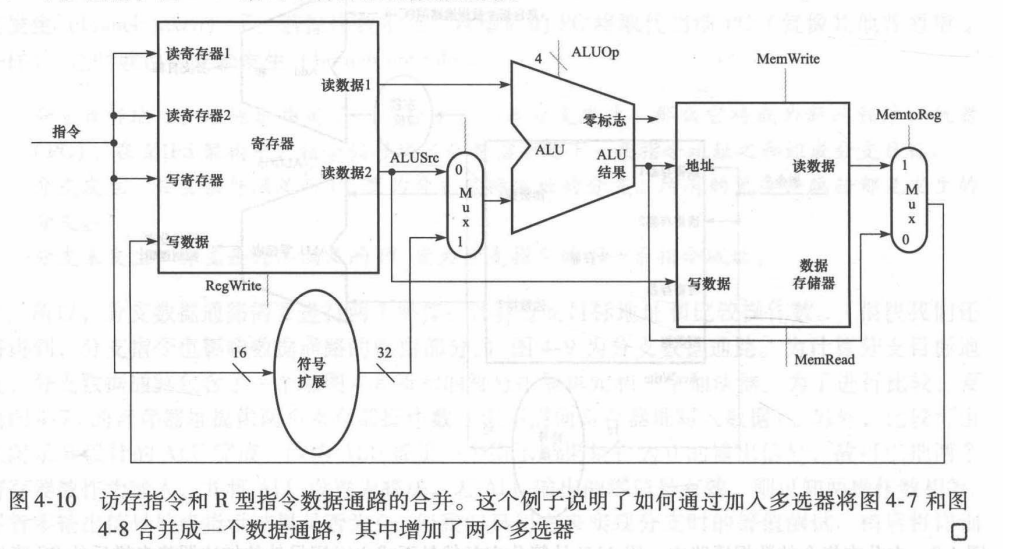 4
ALUOp
读寄存器1
读数据1
MemWrite
读寄存器2
零标志
MemtoReg
指令
寄存器
ALUSrc
ALU
ALU
结果
地址
读数据
1
M
u
x
0
写寄存器
读数据2
0
M
u
x
1
写数据
RegWrite
写数据
数据
存储器
16
符号
扩展
32
MemRead
图4-10 访存指令和 R 型指令数据通路的合并。这个例子说明了如何通过加入多选器将图 4-7 和图
4-8 合并成一个数据通路，其中增加了两个多选器